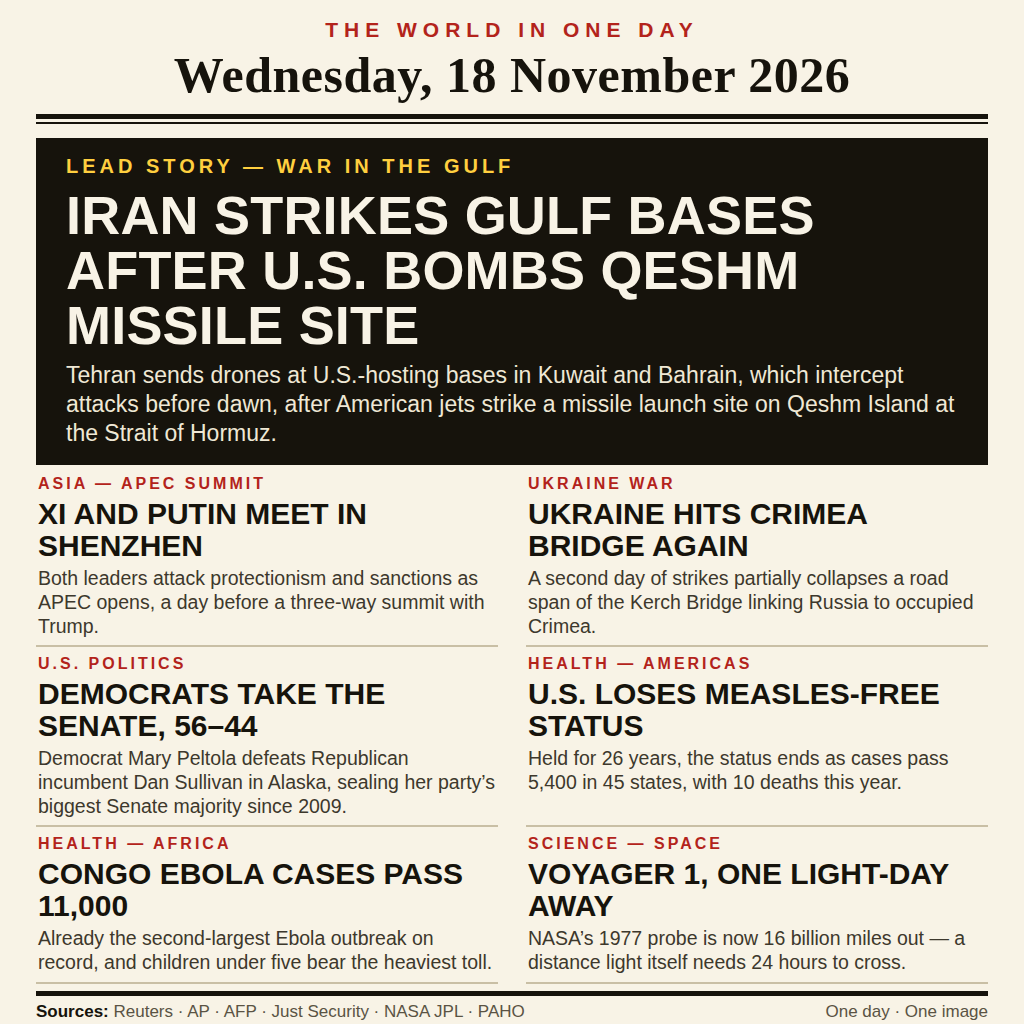 THE WORLD IN ONE DAY
Wednesday, 18 November 2026
LEAD STORY — WAR IN THE GULF
IRAN STRIKES GULF BASES
AFTER U.S. BOMBS QESHM
MISSILE SITE
Tehran sends drones at U.S.-hosting bases in Kuwait and Bahrain, which intercept
attacks before dawn, after American jets strike a missile launch site on Qeshm Island at
the Strait of Hormuz.
ASIA — APEC SUMMIT
XI AND PUTIN MEET IN
SHENZHEN
Both leaders attack protectionism and sanctions as
APEC opens, a day before a three-way summit with
Trump.
UKRAINE WAR
UKRAINE HITS CRIMEA
BRIDGE AGAIN
A second day of strikes partially collapses a road
span of the Kerch Bridge linking Russia to occupied
Crimea.
U.S. POLITICS
DEMOCRATS TAKE THE
SENATE, 56–44
Democrat Mary Peltola defeats Republican
incumbent Dan Sullivan in Alaska, sealing her party’s
biggest Senate majority since 2009.
HEALTH — AMERICAS
U.S. LOSES MEASLES-FREE
STATUS
Held for 26 years, the status ends as cases pass
5,400 in 45 states, with 10 deaths this year.
HEALTH — AFRICA
CONGO EBOLA CASES PASS
11,000
Already the second-largest Ebola outbreak on
record, and children under five bear the heaviest toll.
SCIENCE — SPACE
VOYAGER 1, ONE LIGHT-DAY
AWAY
NASA’s 1977 probe is now 16 billion miles out — a
distance light itself needs 24 hours to cross.
Sources: Reuters · AP · AFP · Just Security · NASA JPL · PAHO
One day · One image